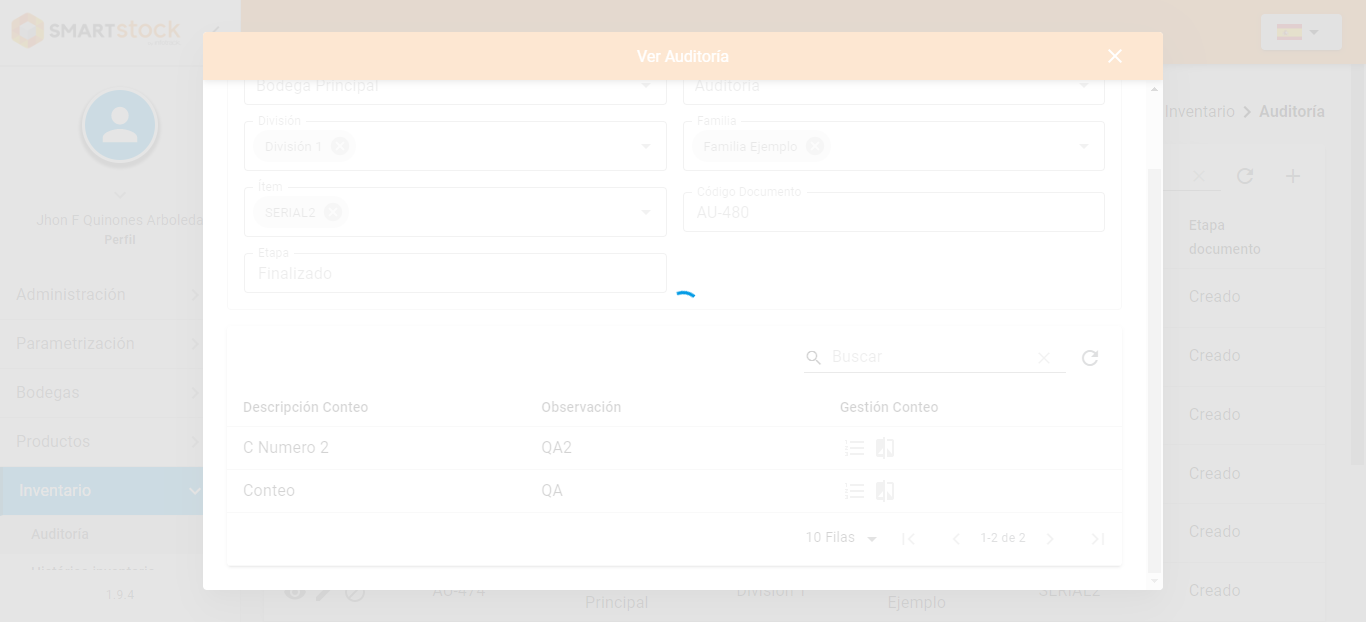 SMARTstock
Ver Auditoría
Bodega Principal
Auditoria
Inventario > Auditoría
División
División 1
Familia
Familia Ejemplo
Ítem
SERIAL2
Código Documento
AU-480
Etapa
Finalizado
Jhon F Quinones Arboleda
Perfil
Administración
Parametrización
Bodegas
Productos
Inventario
Auditoría
Histórico Inventario
1.9.4
Buscar
Descripción Conteo
Observación
Gestión Conteo
C Numero 2
QA2
Conteo
QA
10 Filas
1-2 de 2
Etapa
documento
Creado
Creado
Creado
Creado
Creado
AU-474
Principal
División 1
Ejemplo
SERIAL2
Creado